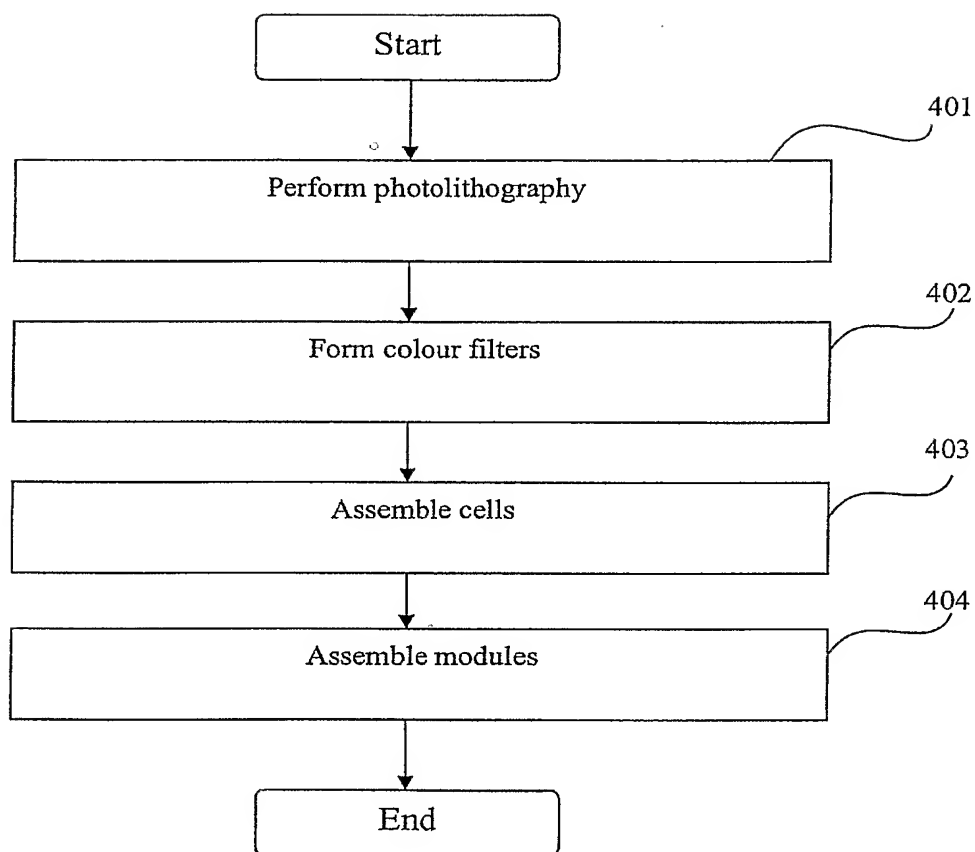 Start
401
Perform photolithography
402
Form colour filters
403
Assemble cells
404
Assemble modules
End